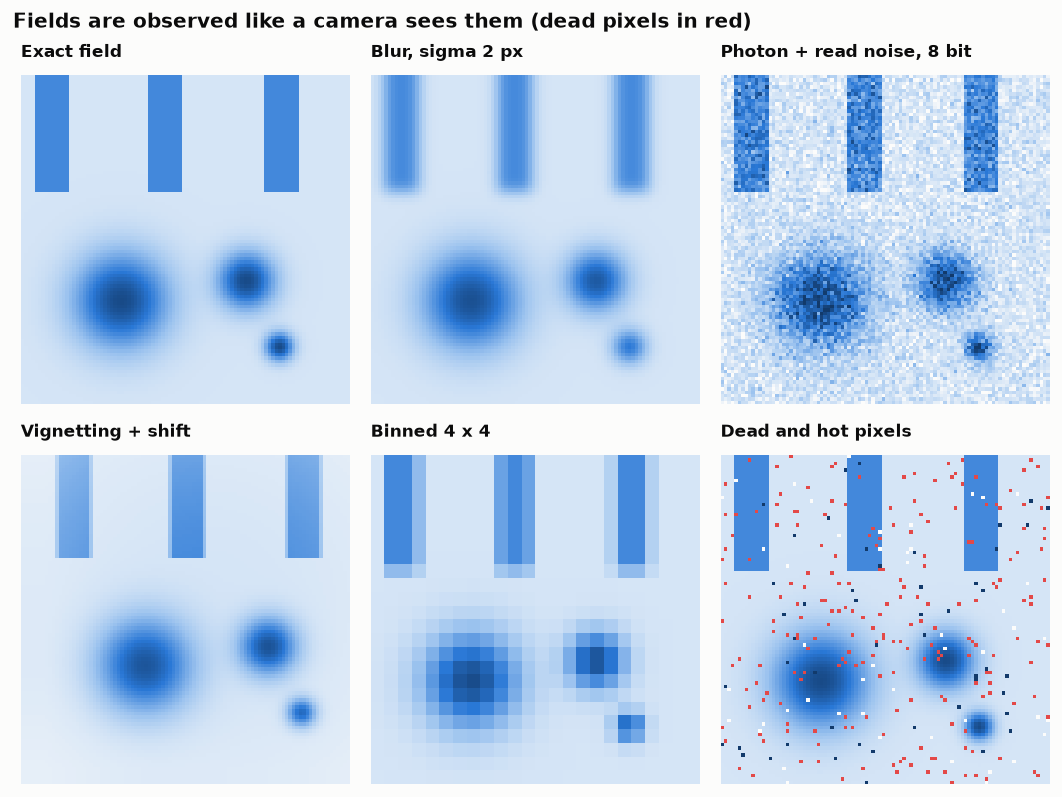 Fields are observed like a camera sees them (dead pixels in red)
Exact field
Blur, sigma 2 px
Photon + read noise, 8 bit
Vignetting + shift
Binned 4 x 4
Dead and hot pixels